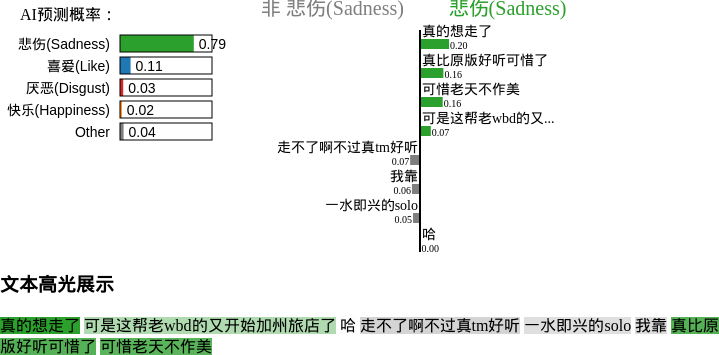 AI预测概率：
悲伤(Sadness) 0.79
喜爱(Like) 0.11
厌恶(Disgust) 0.03
快乐(Happiness) 0.02
Other 0.04
非 悲伤(Sadness) 悲伤(Sadness)
真的想走了
0.20
真比原版好听可惜了
0.16
可惜老天不作美
0.16
可是这帮老wbd的又...
0.07
走不了啊不过真tm好听
0.07
我靠
0.06
一水即兴的solo
0.05
哈
0.00
文本高光展示
真的想走了 可是这帮老wbd的又开始加州旅店了 哈 走不了啊不过真tm好听 一水即兴的solo 我靠 真比原
版好听可惜了 可惜老天不作美